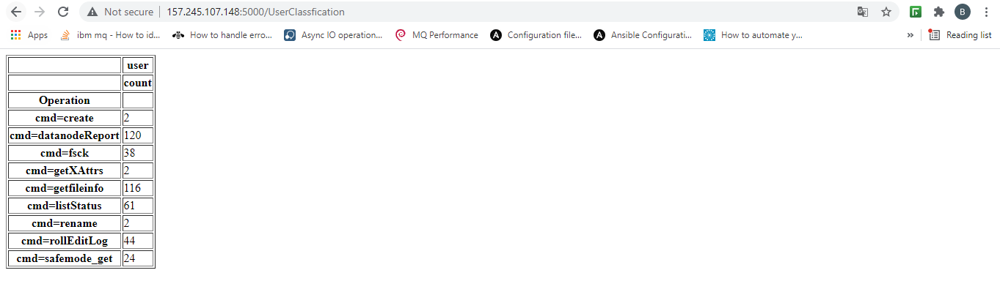 Not secure | 157.245.107.148:5000/UserClassfication B
Apps ibm mq - How to id... How to handle erro... Async IO operation... MQ Performance A Configuration file... A Ansible Configurati... How to automate y... » Reading list
user
count
Operation
cmd=create 2
cmd=datanodeReport 120
cmd=fsck 38
cmd=getXAttrs 2
cmd=getfileinfo 116
cmd=listStatus 61
cmd=rename 2
cmd=rollEditLog 44
cmd=safemode_get 24